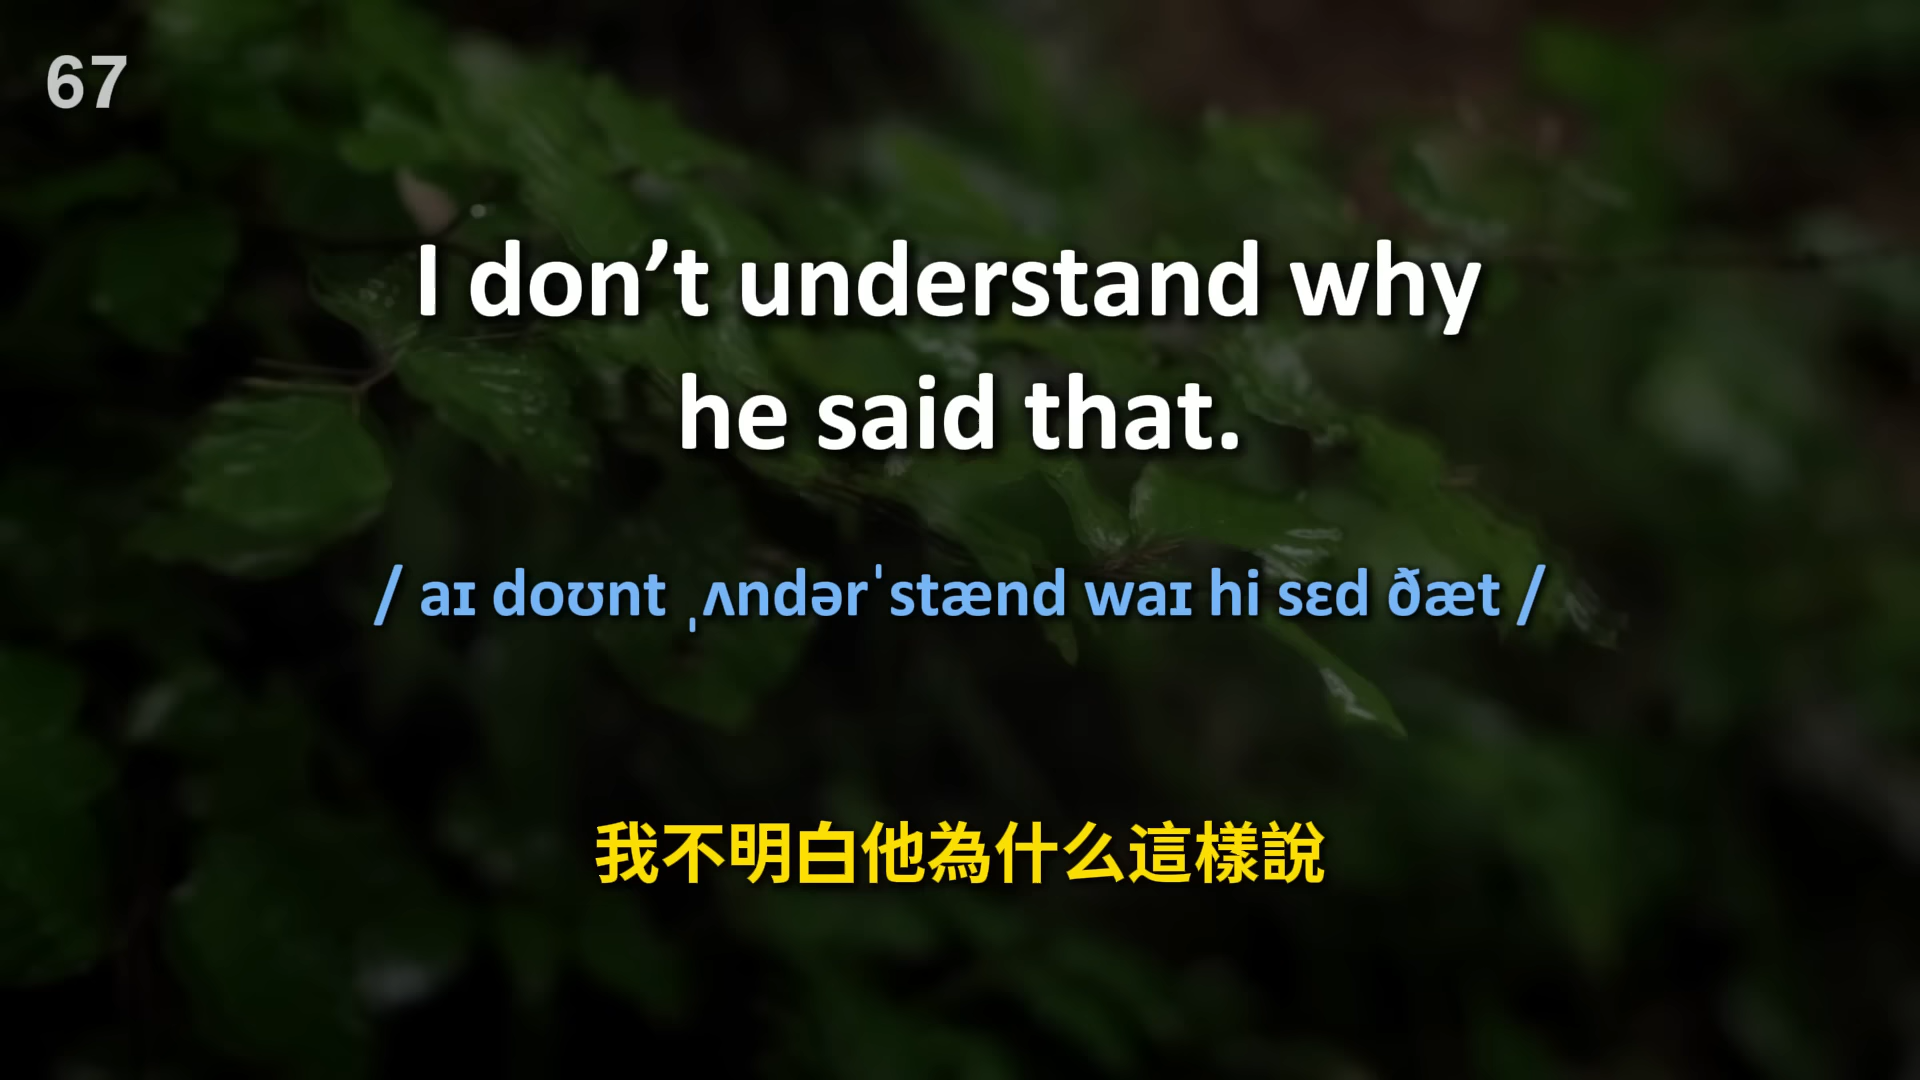 67
I don’t understand why
he said that.
/ aɪ doʊnt ˌʌndərˈstænd waɪ hi sɛd ðæt /
我不明白他為什么這樣說